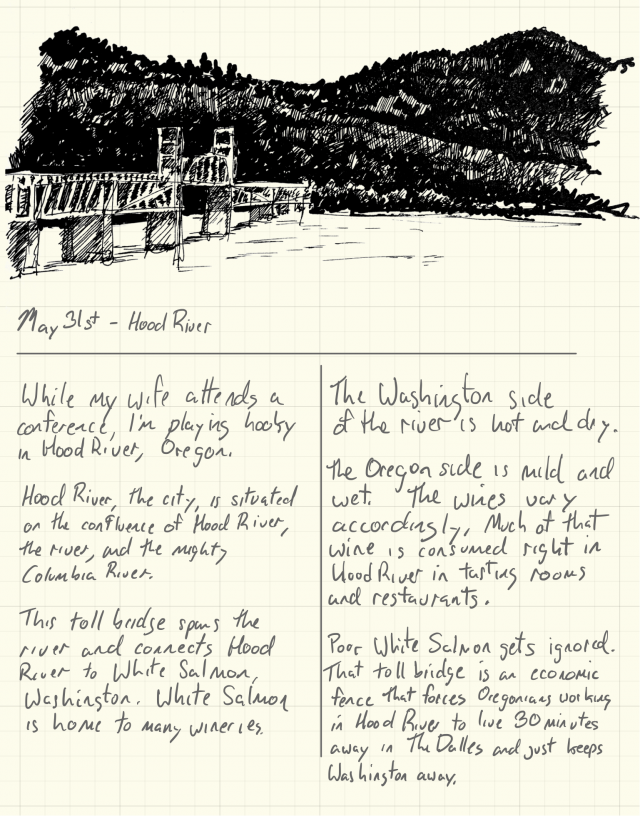 May 31st - Hood River
While my wife attends a
conference, I'm playing hooky
in Hood River, Oregon.
Hood River, the city, is situated
on the confluence of Hood River,
the river, and the mighty
Columbia River.
This toll bridge spans the
river and connects Hood
River to White Salmon,
Washington. White Salmon
is home to many wineries.
The Washington side
of the river is hot and dry.
The Oregon side is mild and
wet. The wines vary
accordingly, Much of that
wine is consumed right in
Hood River in tasting rooms
and restaurants.
Poor White Salmon gets ignored.
That toll bridge is an economic
fence that forces Oregonians working
in Hood River to live 30 minutes
away in The Dalles and just keeps
Washington away.